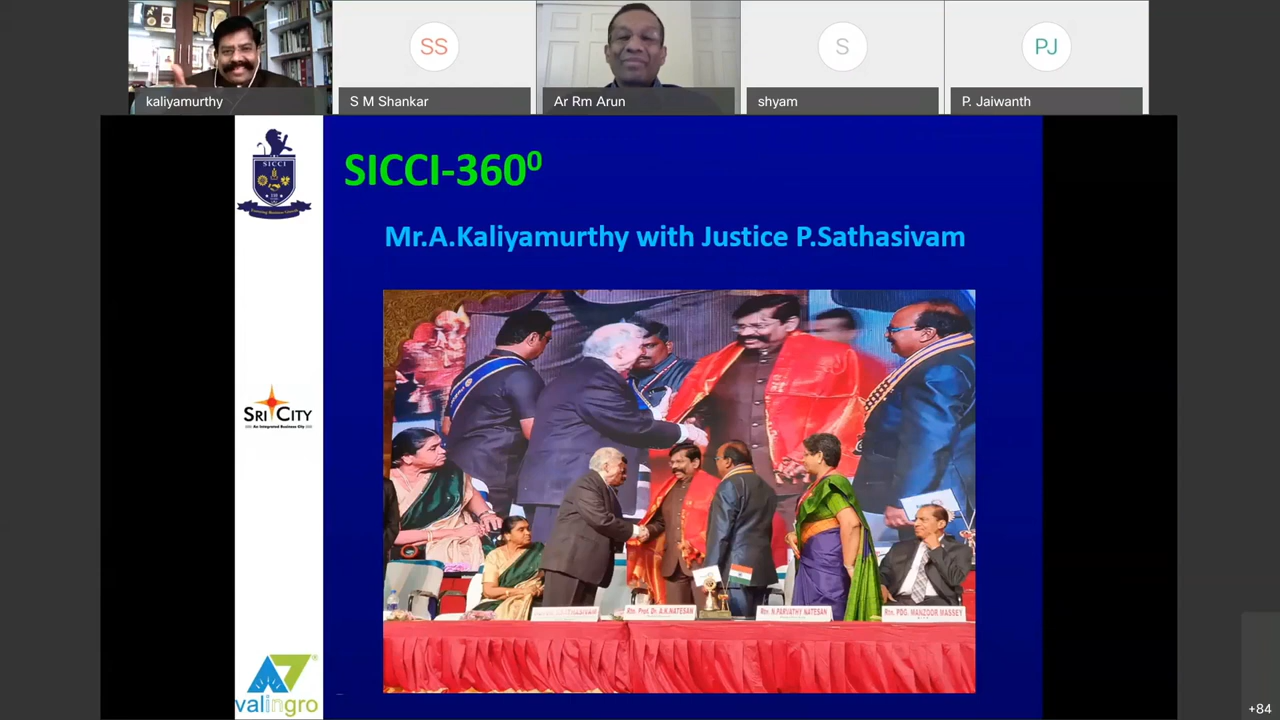 SS
S
PJ
kaliyamurthy
S M Shankar
Ar Rm Arun
shyam
P. Jaiwanth
SICCI
SICCI-360⁰
Mr.A.Kaliyamurthy with Justice P.Sathasivam
SRI CITY
An Integrated Business City
Rtn. Prof. Dr. A.K.NATESAN
Rtn. N.PARVATHY NATESAN
Rtn. PDG. MANZOOR MASSEY
valingro
+84